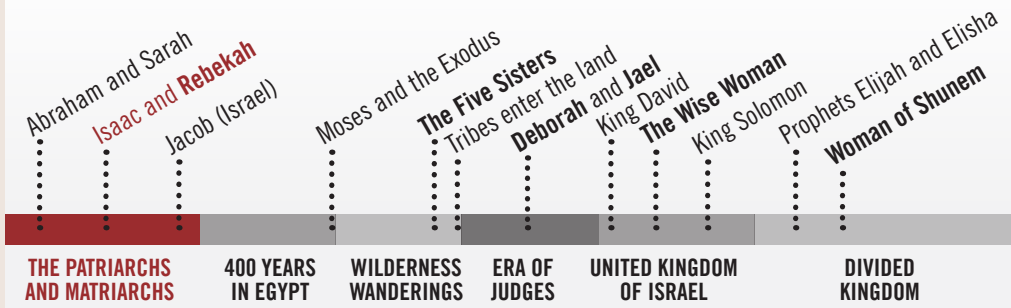 Abraham and Sarah
Isaac and Rebekah
Jacob (Israel)
Moses and the Exodus
The Five Sisters
Tribes enter the land
Deborah and Jael
King David
The Wise Woman
King Solomon
Prophets Elijah and Elisha
Woman of Shunem
THE PATRIARCHS
AND MATRIARCHS
400 YEARS
IN EGYPT
WILDERNESS
WANDERINGS
ERA OF
JUDGES
UNITED KINGDOM
OF ISRAEL
DIVIDED
KINGDOM